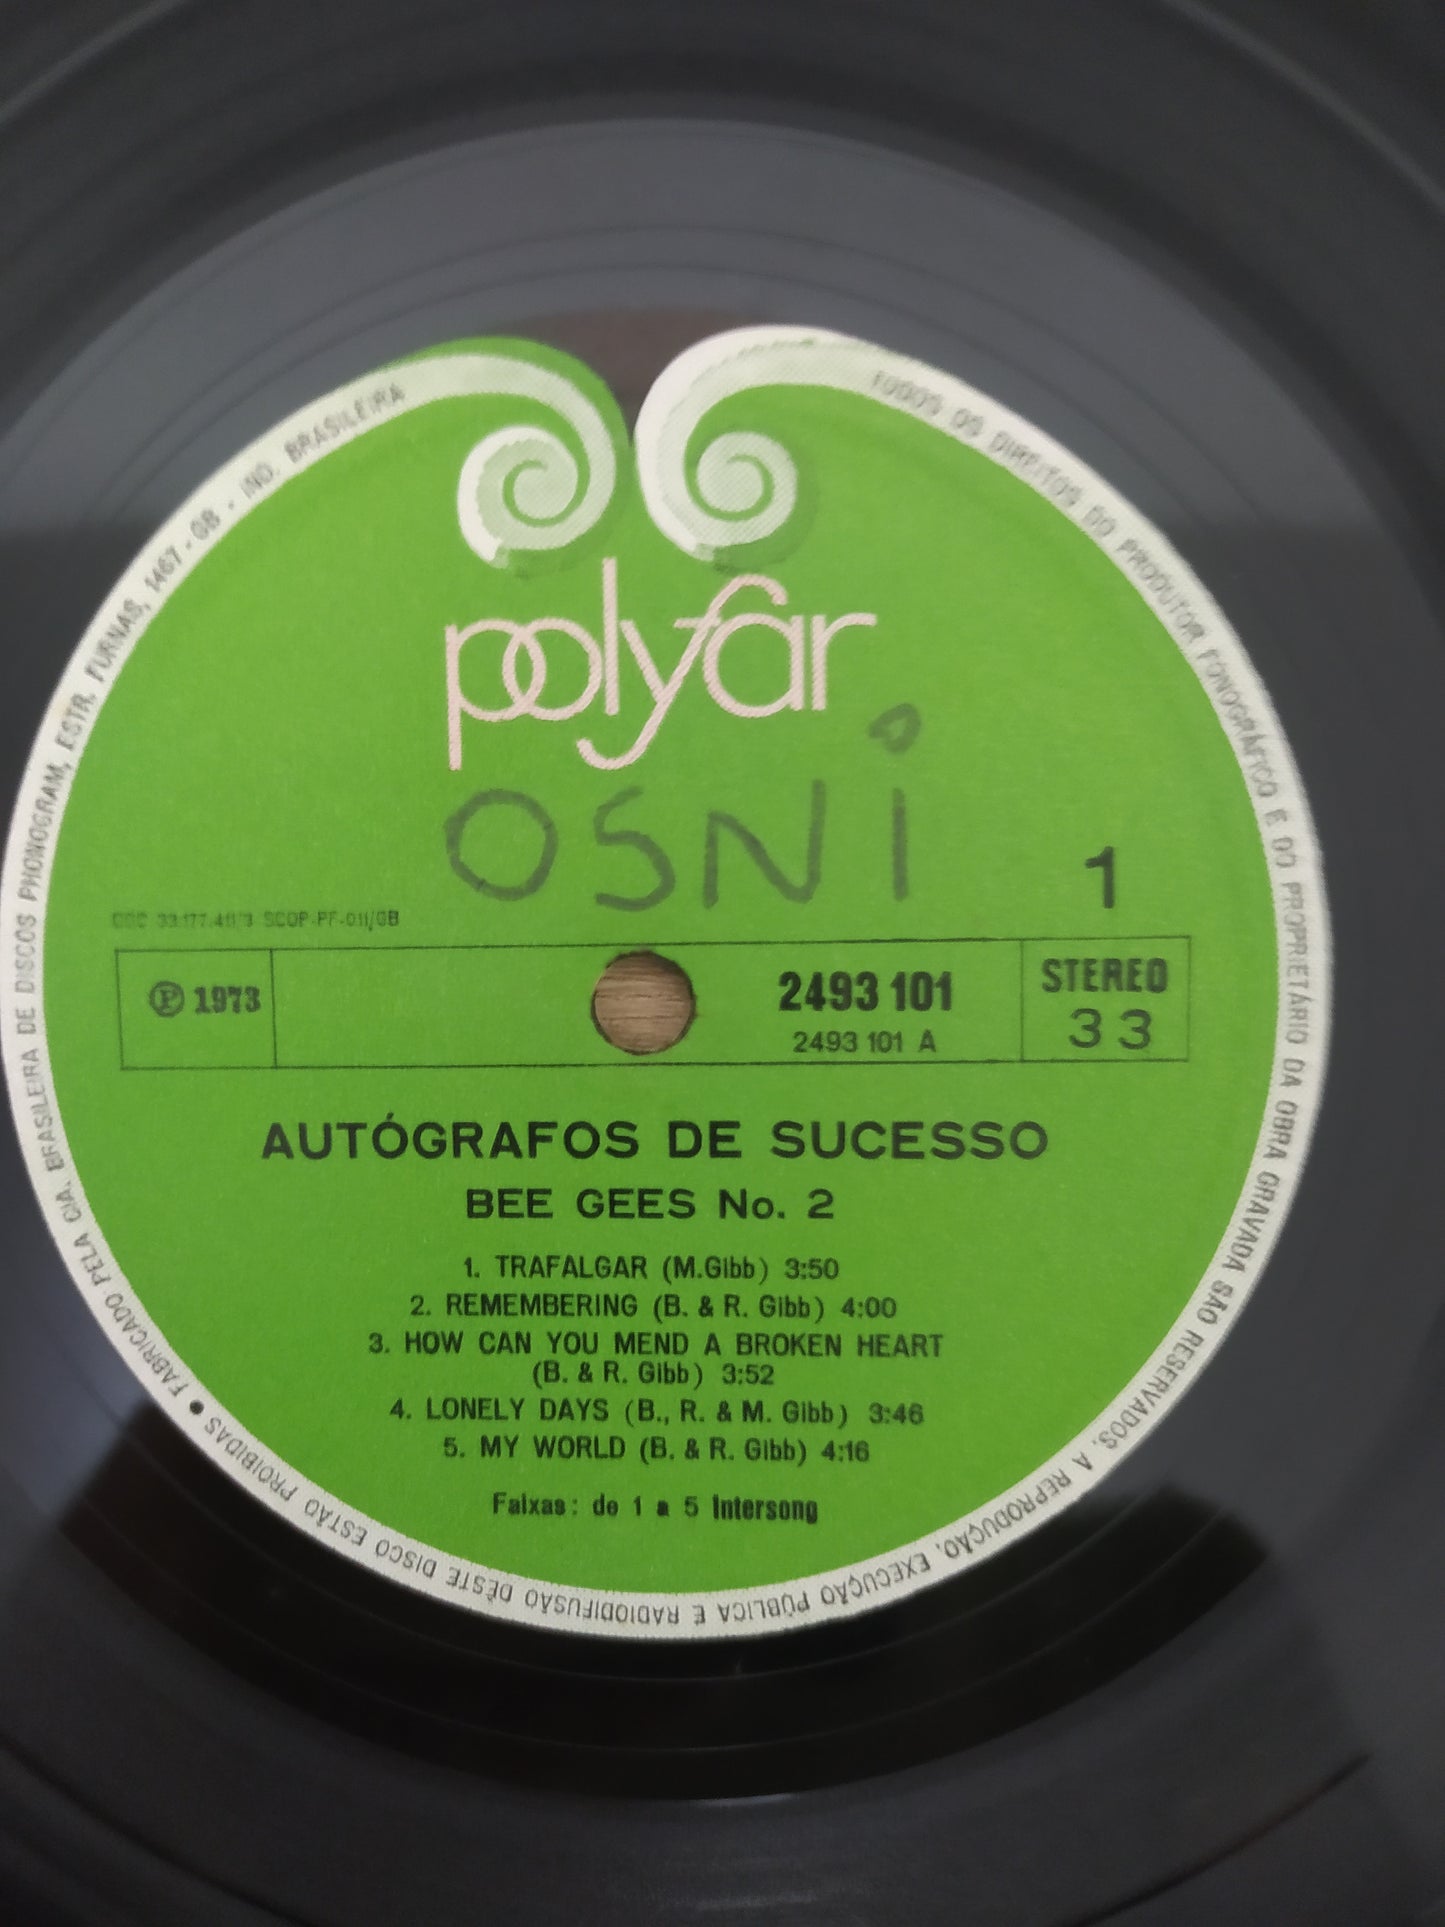 polyfar
OSNI
1
CGC 33.177.411/3 SCDP-PF-011/GB
Ⓟ 1973
2493 101
2493 101 A
STEREO
33
AUTÓGRAFOS DE SUCESSO
BEE GEES No. 2
1. TRAFALGAR (M.Gibb) 3:50
2. REMEMBERING (B. & R. Gibb) 4:00
3. HOW CAN YOU MEND A BROKEN HEART
(B. & R. Gibb) 3:52
4. LONELY DAYS (B., R. & M. Gibb) 3:46
5. MY WORLD (B. & R. Gibb) 4:16
Faixas: de 1 a 5 Intersong
● FABRICADO PELA CIA. BRASILEIRA DE DISCOS PHONOGRAM, ESTR. FURNAS, 1467 - GB - IND. BRASILEIRA
TODOS OS DIREITOS DO PRODUTOR FONOGRÁFICO E DO PROPRIETÁRIO DA OBRA GRAVADA SÃO RESERVADOS. A REPRODUÇÃO, EXECUÇÃO PÚBLICA E RADIODIFUSÃO DÊSTE DISCO ESTÃO PROIBIDAS